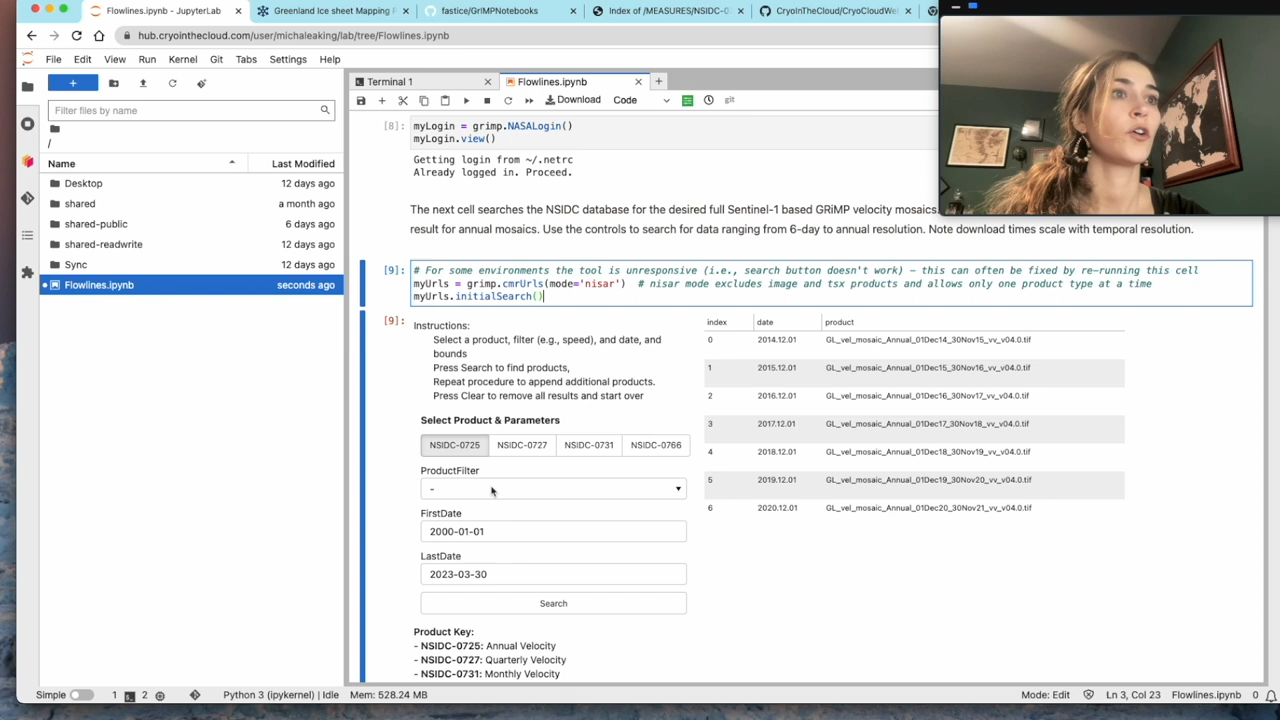 Flowlines.ipynb - JupyterLab
Greenland Ice sheet Mapping P
fastice/GrIMPNotebooks
Index of /MEASURES/NSIDC-0
CryoInTheCloud/CryoCloudWe
hub.cryointhecloud.com/user/michaleaking/lab/tree/Flowlines.ipynb
File Edit View Run Kernel Git Tabs Settings Help
Filter files by name
/
Name Last Modified
Desktop 12 days ago
shared a month ago
shared-public 6 days ago
shared-readwrite 12 days ago
Sync 12 days ago
Flowlines.ipynb seconds ago
Terminal 1 Flowlines.ipynb
Download Code git
[8]: myLogin = grimp.NASALogin()
myLogin.view()
Getting login from ~/.netrc
Already logged in. Proceed.
The next cell searches the NSIDC database for the desired full Sentinel-1 based GRiMP velocity mosaics.
result for annual mosaics. Use the controls to search for data ranging from 6-day to annual resolution. Note download times scale with temporal resolution.
[9]: # For some environments the tool is unresponsive (i.e., search button doesn't work) - this can often be fixed by re-running this cell
myUrls = grimp.cmrUrls(mode='nisar') # nisar mode excludes image and tsx products and allows only one product type at a time
myUrls.initialSearch()
[9]: Instructions:
Select a product, filter (e.g., speed), and date, and
bounds
Press Search to find products,
Repeat procedure to append additional products.
Press Clear to remove all results and start over
Select Product & Parameters
NSIDC-0725 NSIDC-0727 NSIDC-0731 NSIDC-0766
ProductFilter
-
FirstDate
2000-01-01
LastDate
2023-03-30
Search
Product Key:
- NSIDC-0725: Annual Velocity
- NSIDC-0727: Quarterly Velocity
- NSIDC-0731: Monthly Velocity
index date product
0 2014.12.01 GL_vel_mosaic_Annual_01Dec14_30Nov15_vv_v04.0.tif
1 2015.12.01 GL_vel_mosaic_Annual_01Dec15_30Nov16_vv_v04.0.tif
2 2016.12.01 GL_vel_mosaic_Annual_01Dec16_30Nov17_vv_v04.0.tif
3 2017.12.01 GL_vel_mosaic_Annual_01Dec17_30Nov18_vv_v04.0.tif
4 2018.12.01 GL_vel_mosaic_Annual_01Dec18_30Nov19_vv_v04.0.tif
5 2019.12.01 GL_vel_mosaic_Annual_01Dec19_30Nov20_vv_v04.0.tif
6 2020.12.01 GL_vel_mosaic_Annual_01Dec20_30Nov21_vv_v04.0.tif
Simple 1 2 Python 3 (ipykernel) | Idle Mem: 528.24 MB Mode: Edit Ln 3, Col 23 Flowlines.ipynb 0